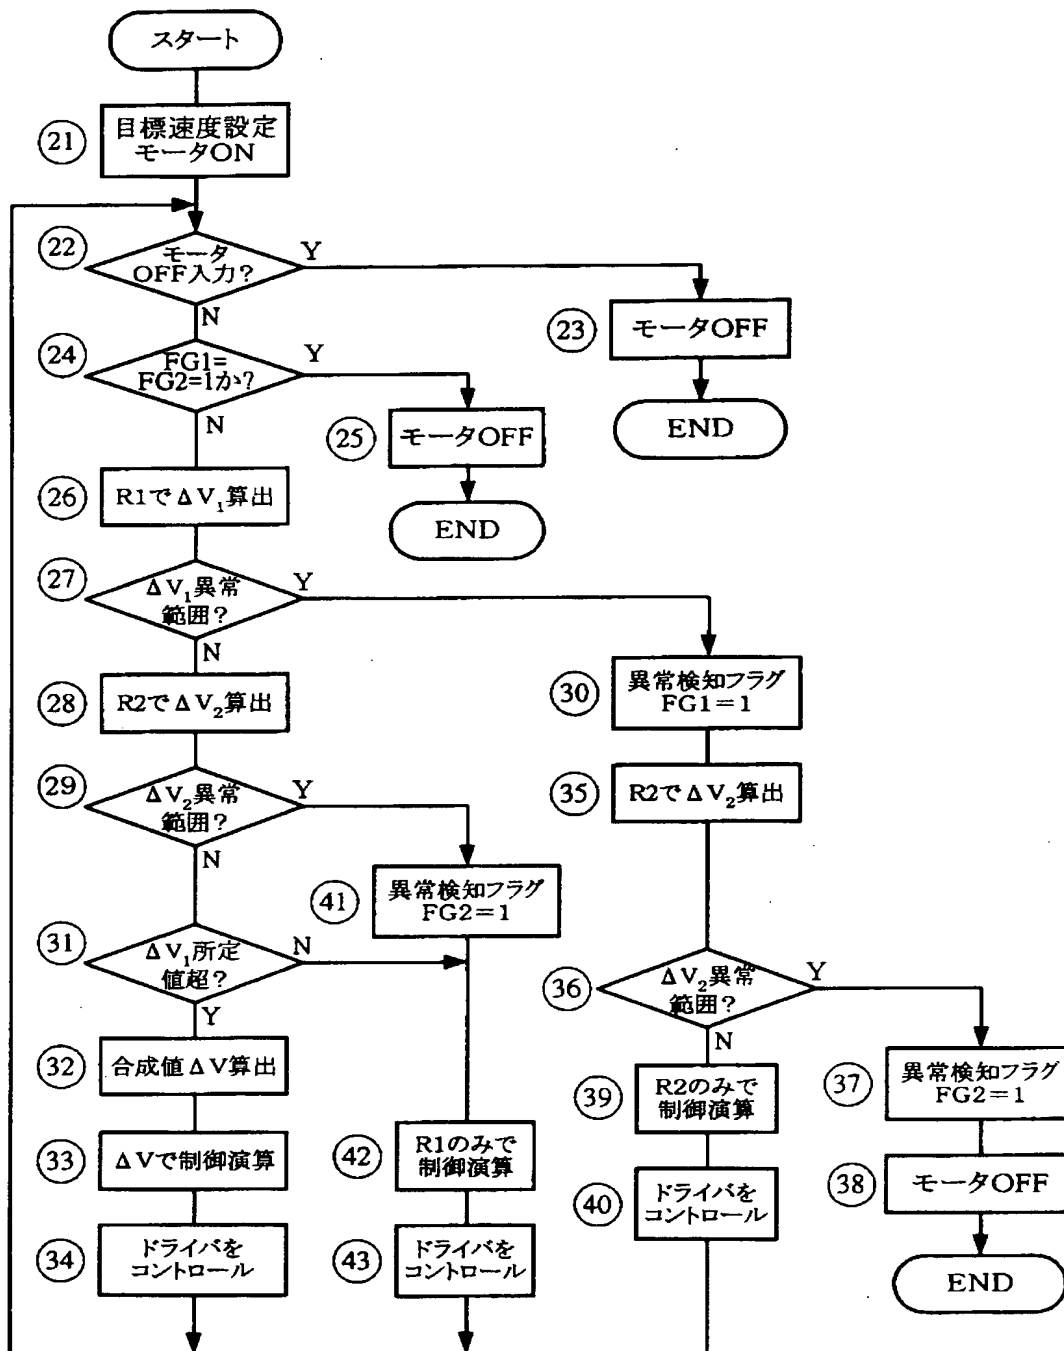 スタート
21
目標速度設定
モータON
22
モータ
OFF入力?
Y
N
23
モータOFF
END
24
FG1=
FG2=1か?
Y
N
25
モータOFF
END
26
R1でΔV₁算出
27
ΔV₁異常
範囲?
Y
N
28
R2でΔV₂算出
29
ΔV₂異常
範囲?
Y
N
30
異常検知フラグ
FG1=1
35
R2でΔV₂算出
41
異常検知フラグ
FG2=1
31
ΔV₁所定
値超?
N
Y
36
ΔV₂異常
範囲?
Y
N
32
合成値ΔV算出
33
ΔVで制御演算
34
ドライバを
コントロール
42
R1のみで
制御演算
43
ドライバを
コントロール
39
R2のみで
制御演算
40
ドライバを
コントロール
37
異常検知フラグ
FG2=1
38
モータOFF
END